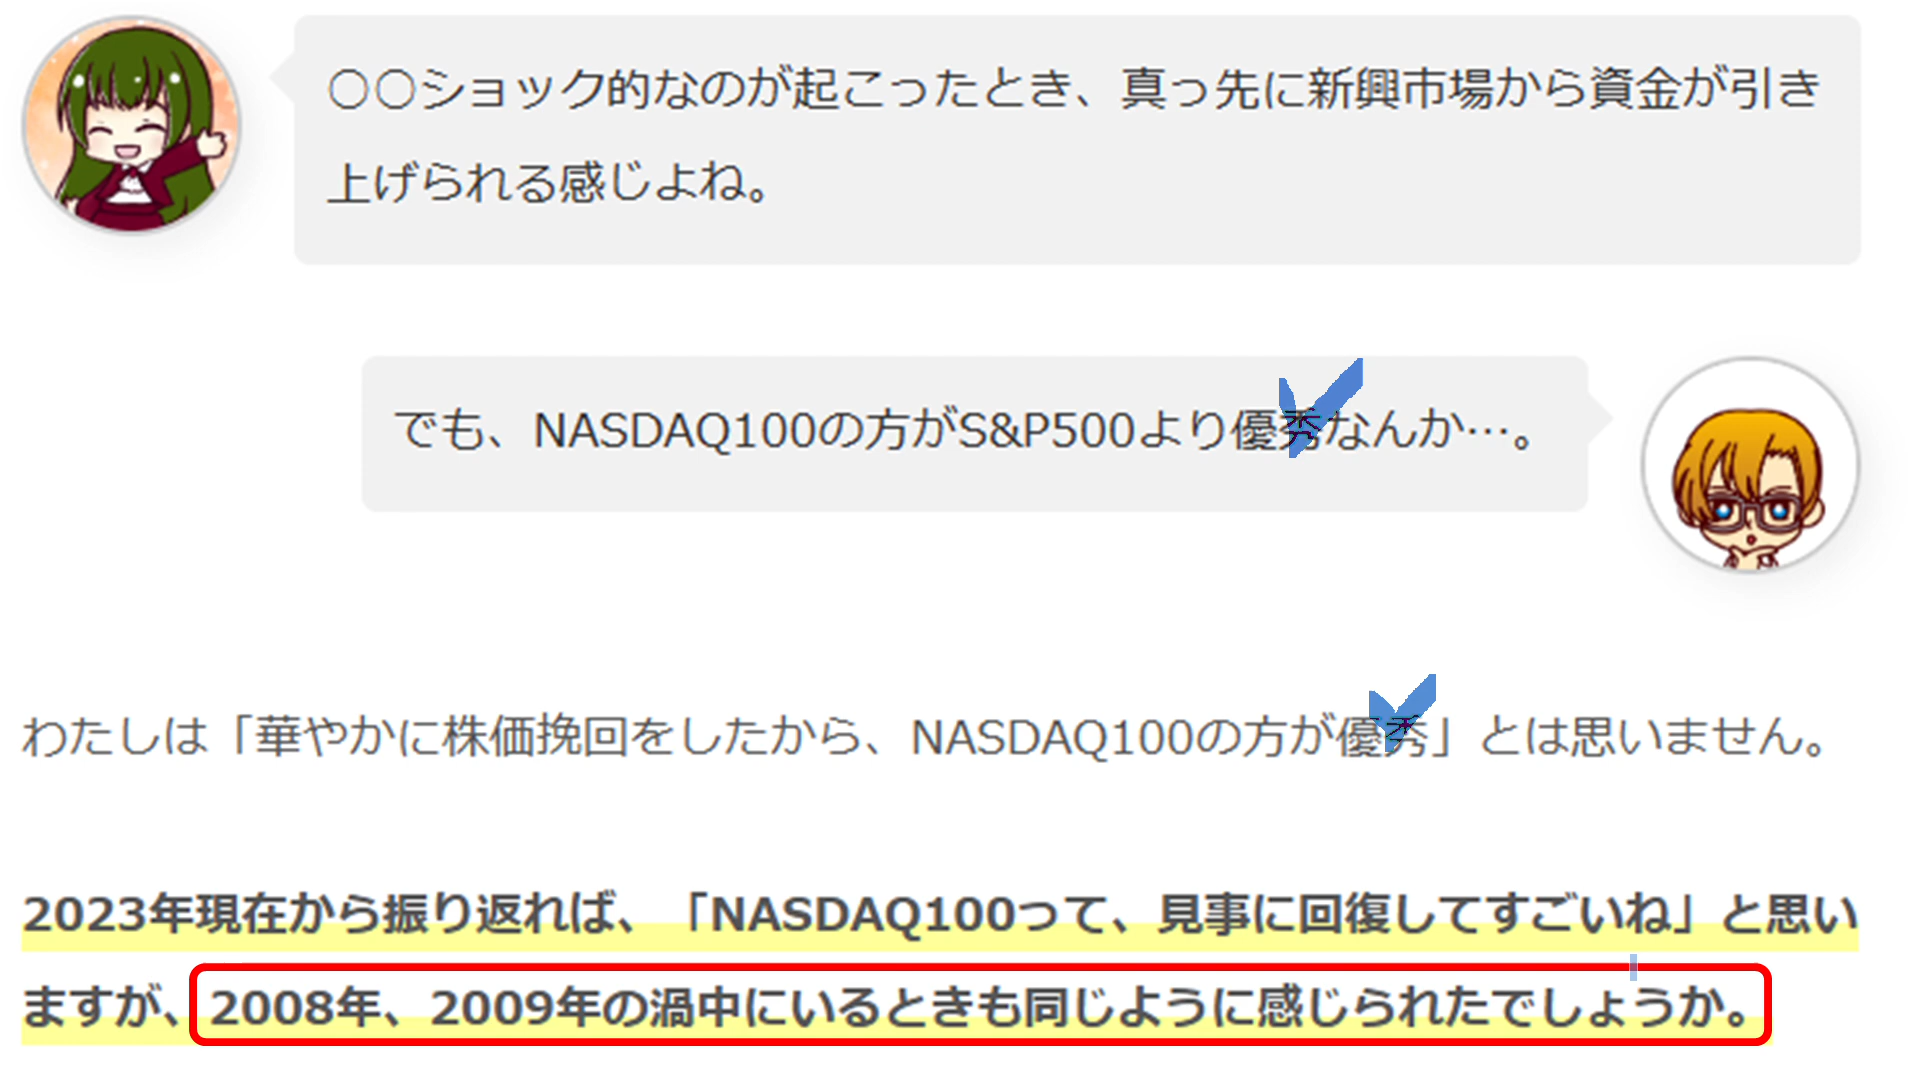 ○○ショック的なのが起こったとき、真っ先に新興市場から資金が引き
上げられる感じよね。
でも、NASDAQ100の方がS&P500より優秀なんか…。
わたしは「華やかに株価挽回をしたから、NASDAQ100の方が優秀」とは思いません。
2023年現在から振り返れば、「NASDAQ100って、見事に回復してすごいね」と思い
ますが、2008年、2009年の渦中にいるときも同じように感じられたでしょうか。